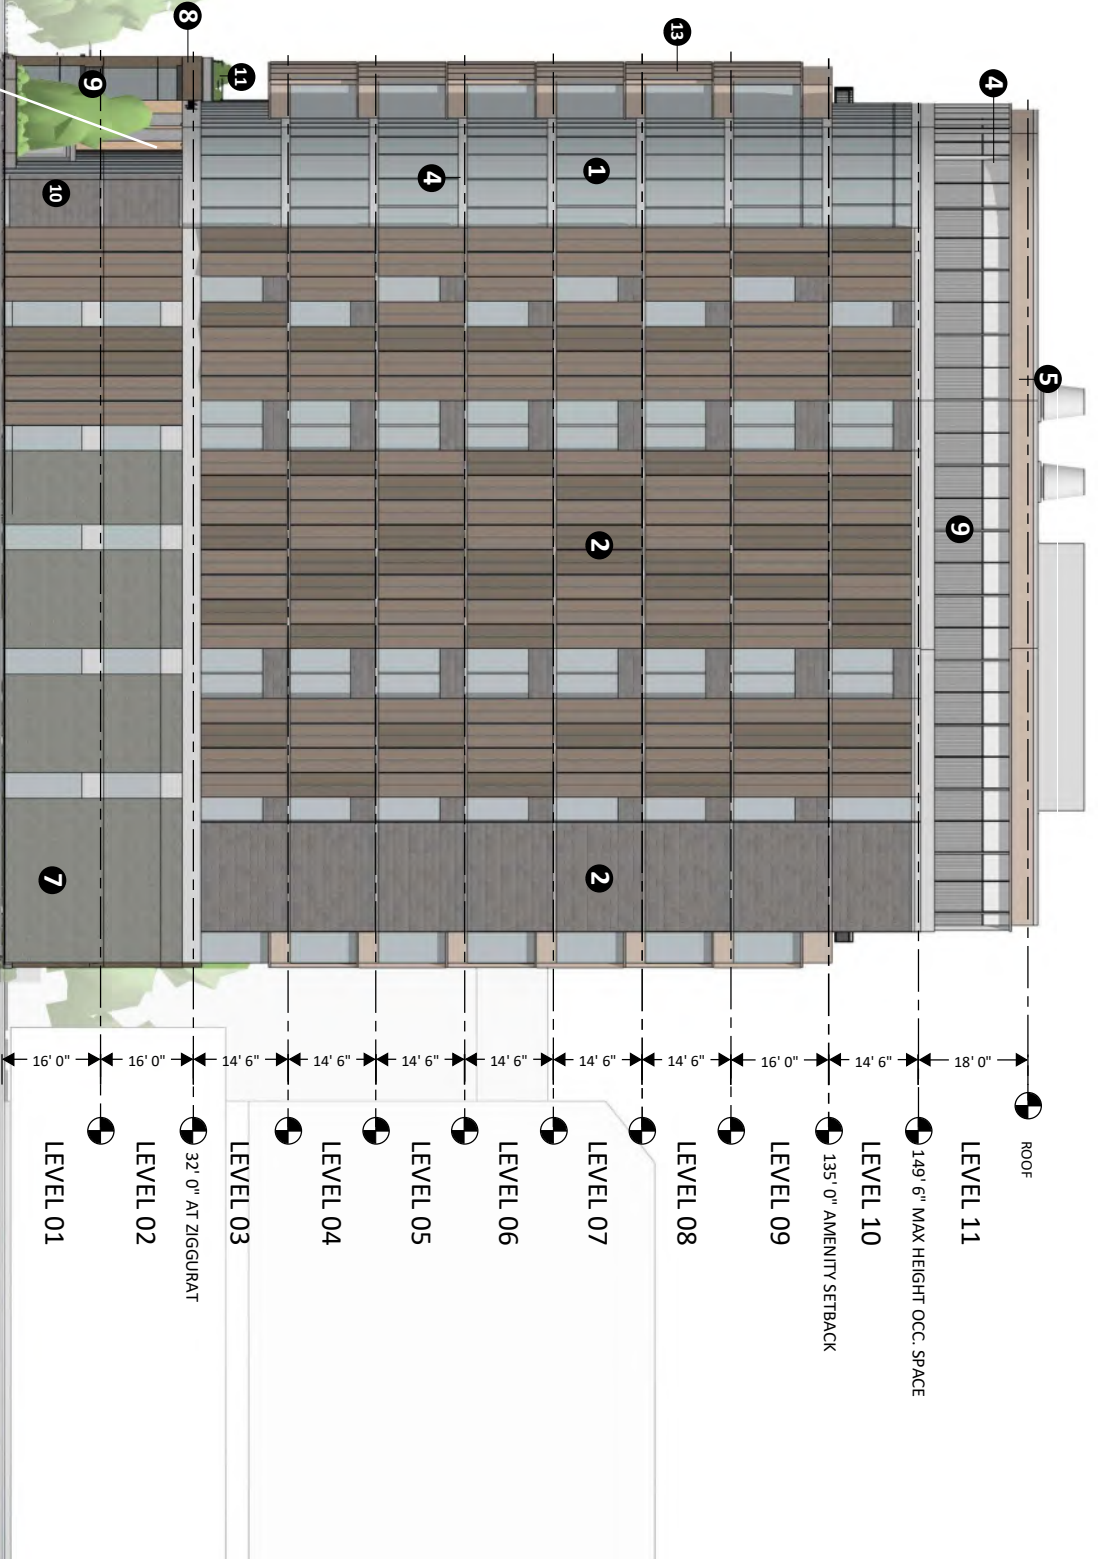 5
4
9
13
1
2
2
4
11
8
9
10
7
ROOF
18' 0"
LEVEL 11
149' 6" MAX HEIGHT OCC. SPACE
14' 6"
LEVEL 10
135' 0" AMENITY SETBACK
16' 0"
LEVEL 09
14' 6"
LEVEL 08
14' 6"
LEVEL 07
14' 6"
LEVEL 06
14' 6"
LEVEL 05
14' 6"
LEVEL 04
14' 6"
LEVEL 03
32' 0" AT ZIGGURAT
16' 0"
LEVEL 02
16' 0"
LEVEL 01